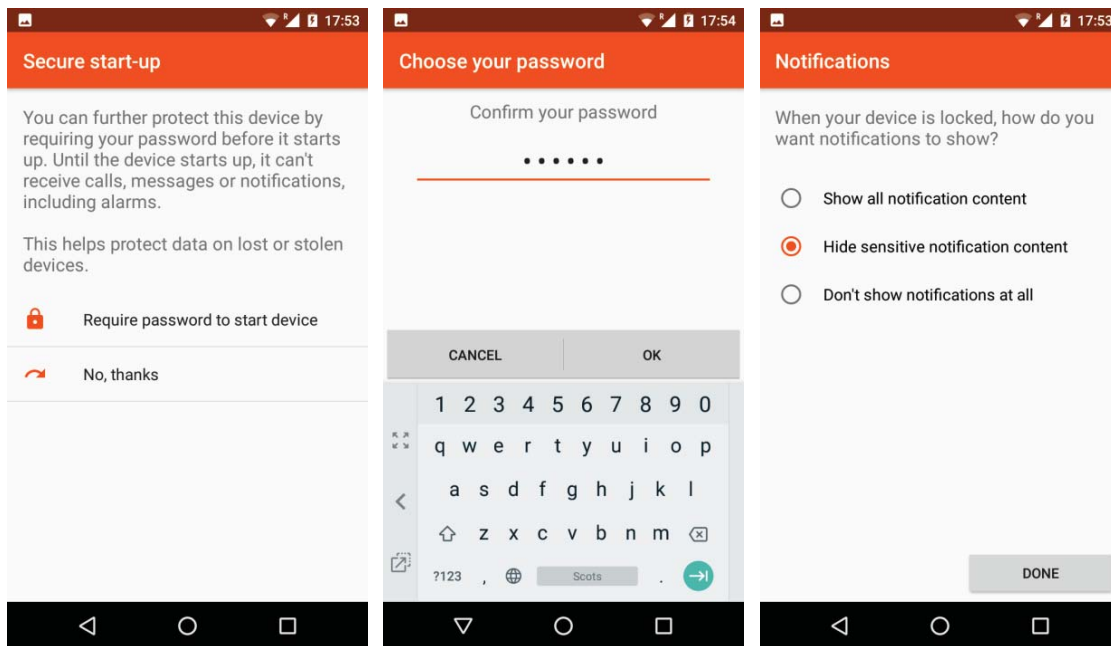 17:53
Secure start-up
You can further protect this device by
requiring your password before it starts
up. Until the device starts up, it can't
receive calls, messages or notifications,
including alarms.
This helps protect data on lost or stolen
devices.
Require password to start device
No, thanks
17:54
Choose your password
Confirm your password
CANCEL OK
1 2 3 4 5 6 7 8 9 0
q w e r t y u i o p
a s d f g h j k l
z x c v b n m
?123 , Scots .
17:53
Notifications
When your device is locked, how do you
want notifications to show?
Show all notification content
Hide sensitive notification content
Don't show notifications at all
DONE